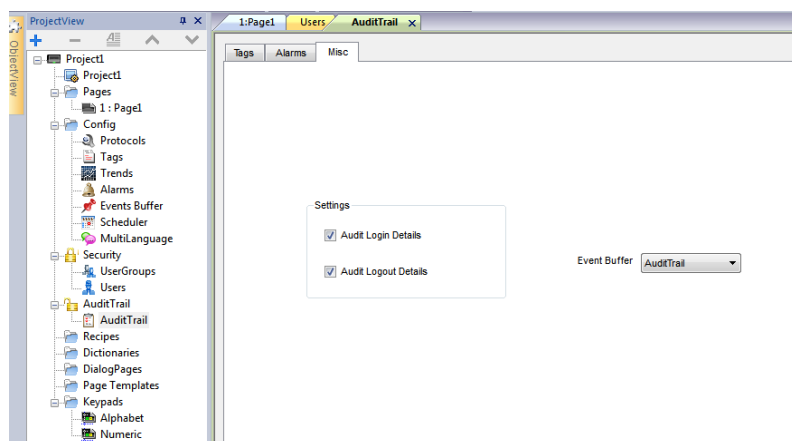 ProjectView
ObjectView
Project1
Project1
Pages
1 : Page1
Config
Protocols
Tags
Trends
Alarms
Events Buffer
Scheduler
MultiLanguage
Security
UserGroups
Users
AuditTrail
AuditTrail
Recipes
Dictionaries
DialogPages
Page Templates
Keypads
Alphabet
Numeric
1:Page1 Users AuditTrail x
Tags Alarms Misc
Settings
Audit Login Details
Audit Logout Details
Event Buffer AuditTrail